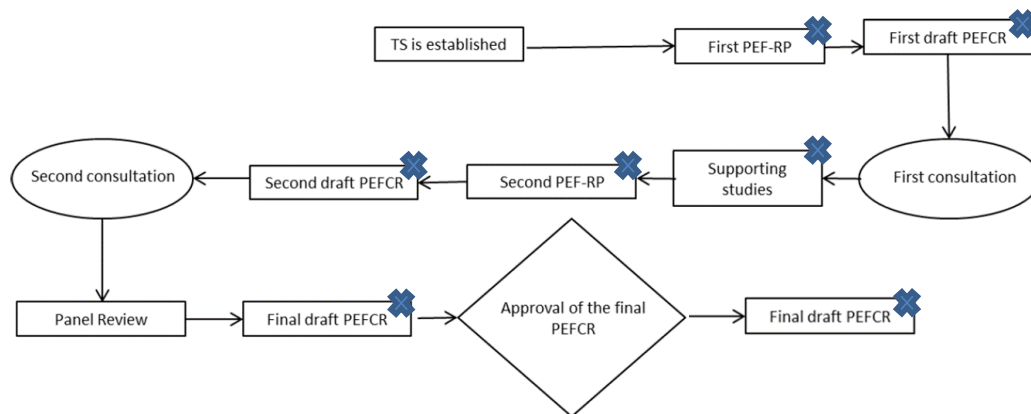 TS is established
First PEF-RP
First draft PEFCR
First consultation
Supporting
studies
Second PEF-RP
Second draft PEFCR
Second consultation
Panel Review
Final draft PEFCR
Approval of the final
PEFCR
Final draft PEFCR